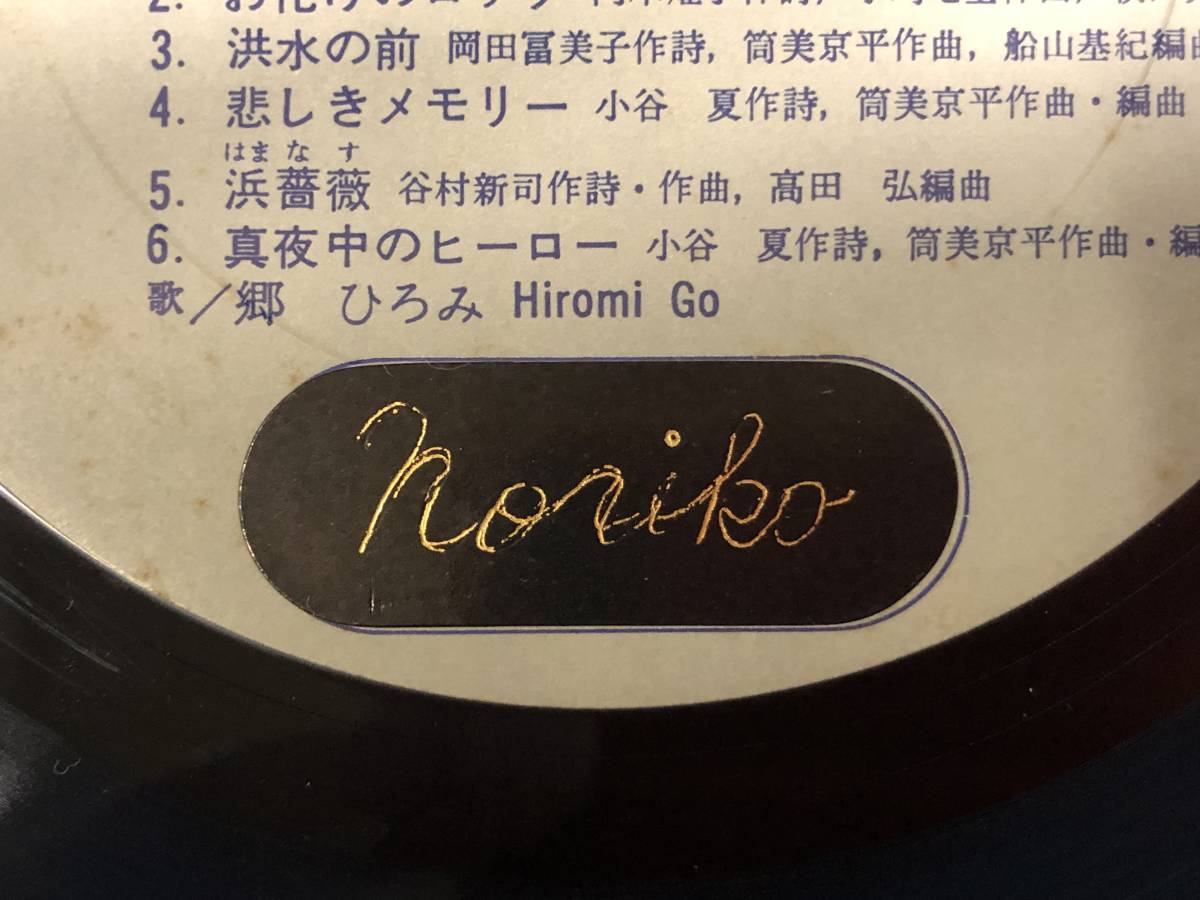 3. 洪水の前 岡田冨美子作詩, 筒美京平作曲, 船山基紀編曲
4. 悲しきメモリー 小谷　夏作詩, 筒美京平作曲・編曲
はまなす
5. 浜薔薇 谷村新司作詩・作曲, 高田　弘編曲
6. 真夜中のヒーロー 小谷　夏作詩, 筒美京平作曲・編
歌／郷　ひろみ Hiromi Go
noriko